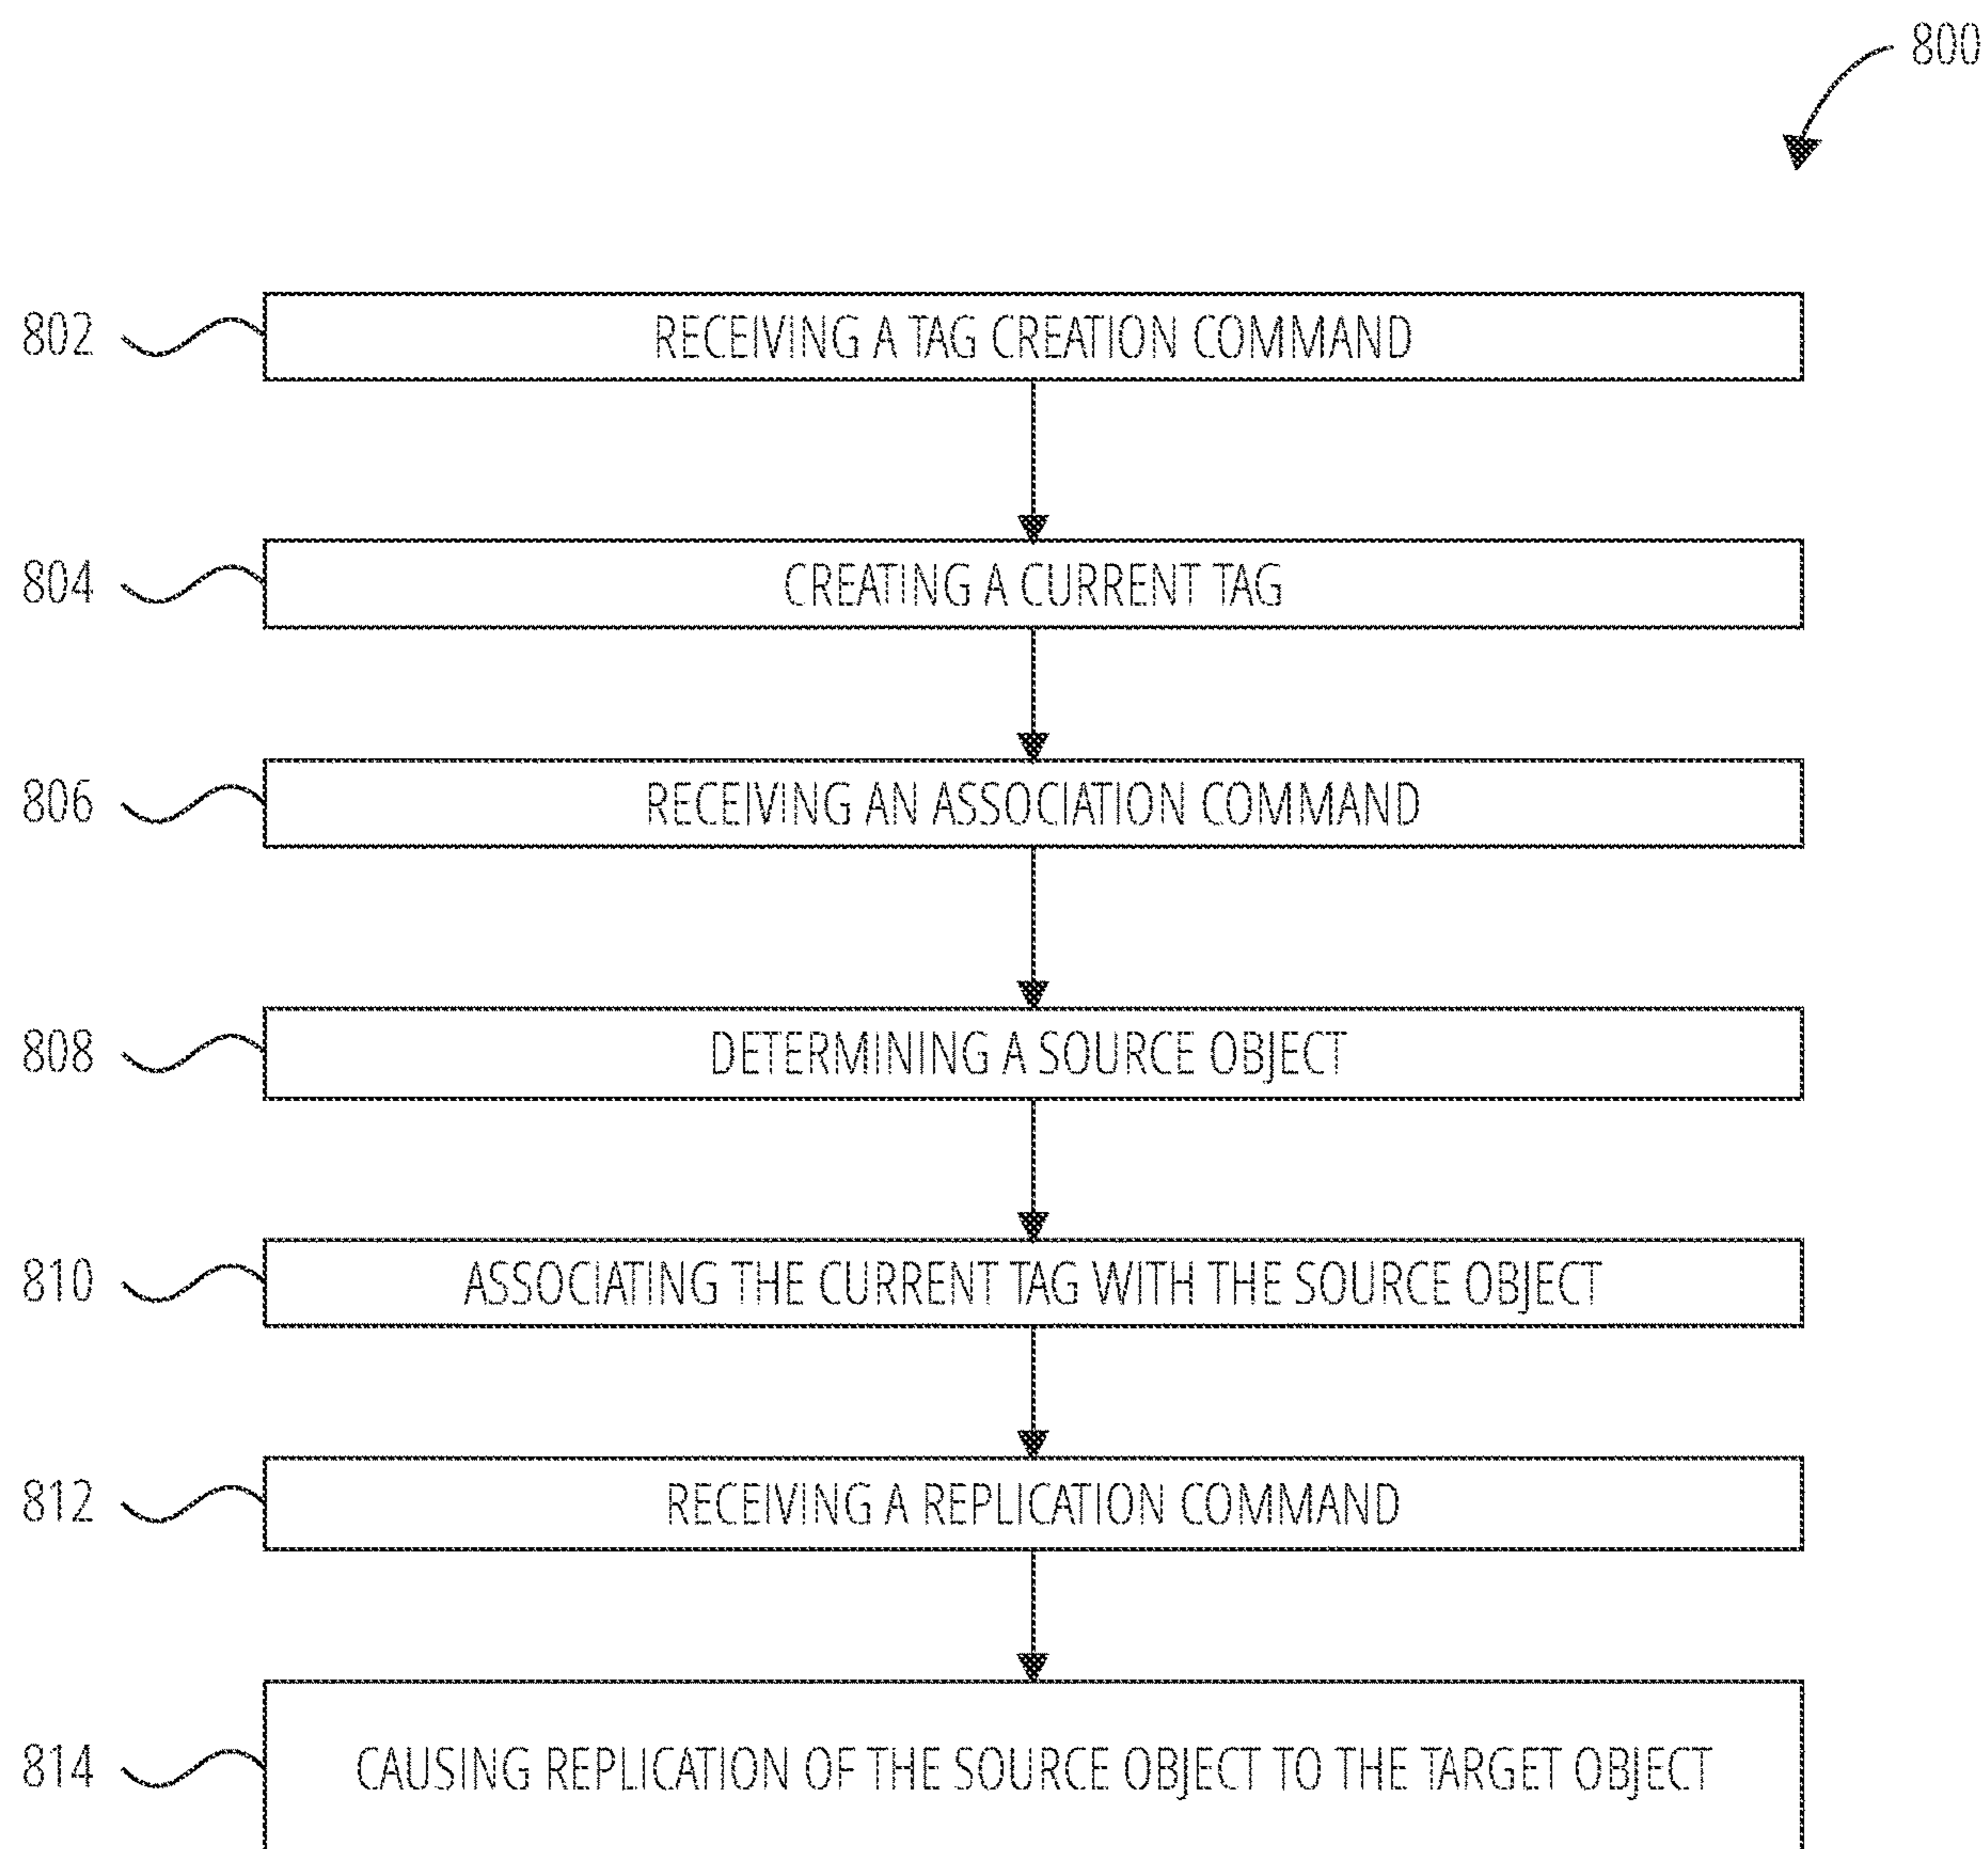 800
802 RECEIVING A TAG CREATION COMMAND
804 CREATING A CURRENT TAG
806 RECEIVING AN ASSOCIATION COMMAND
808 DETERMINING A SOURCE OBJECT
810 ASSOCIATING THE CURRENT TAG WITH THE SOURCE OBJECT
812 RECEIVING A REPLICATION COMMAND
814 CAUSING REPLICATION OF THE SOURCE OBJECT TO THE TARGET OBJECT